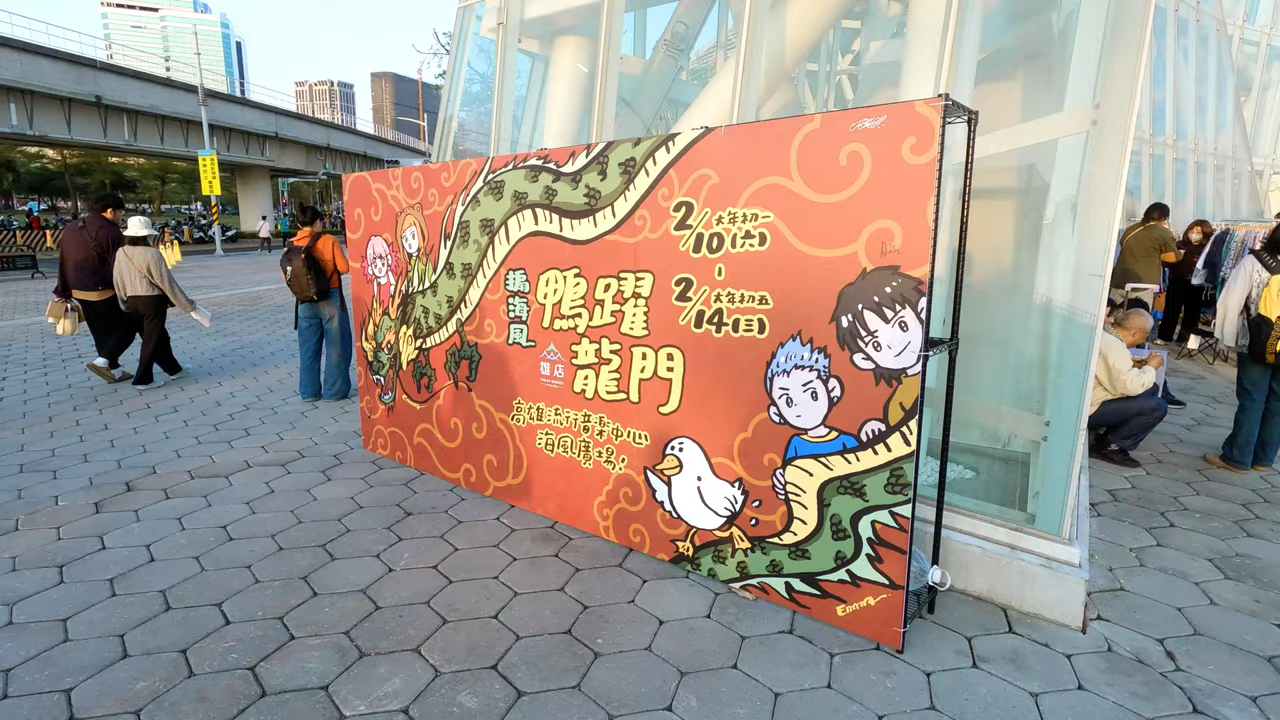 2/10(六) 大年初一
-
2/14(三) 大年初五
搧海風
鴨躍
龍門
雄店
高雄流行音樂中心
海風廣場!
Emma